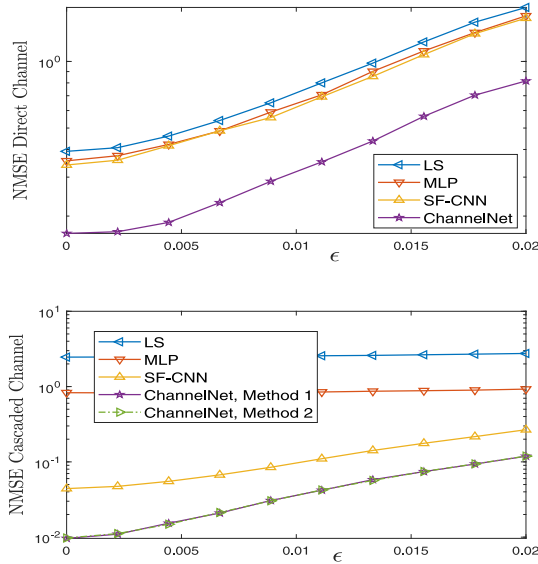 NMSE Direct Channel
10^0
LS
MLP
SF-CNN
ChannelNet
0 0.005 0.01 0.015 0.02
ϵ
NMSE Cascaded Channel
10^1
10^0
10^-1
10^-2
LS
MLP
SF-CNN
ChannelNet, Method 1
ChannelNet, Method 2
0 0.005 0.01 0.015 0.02
ϵ